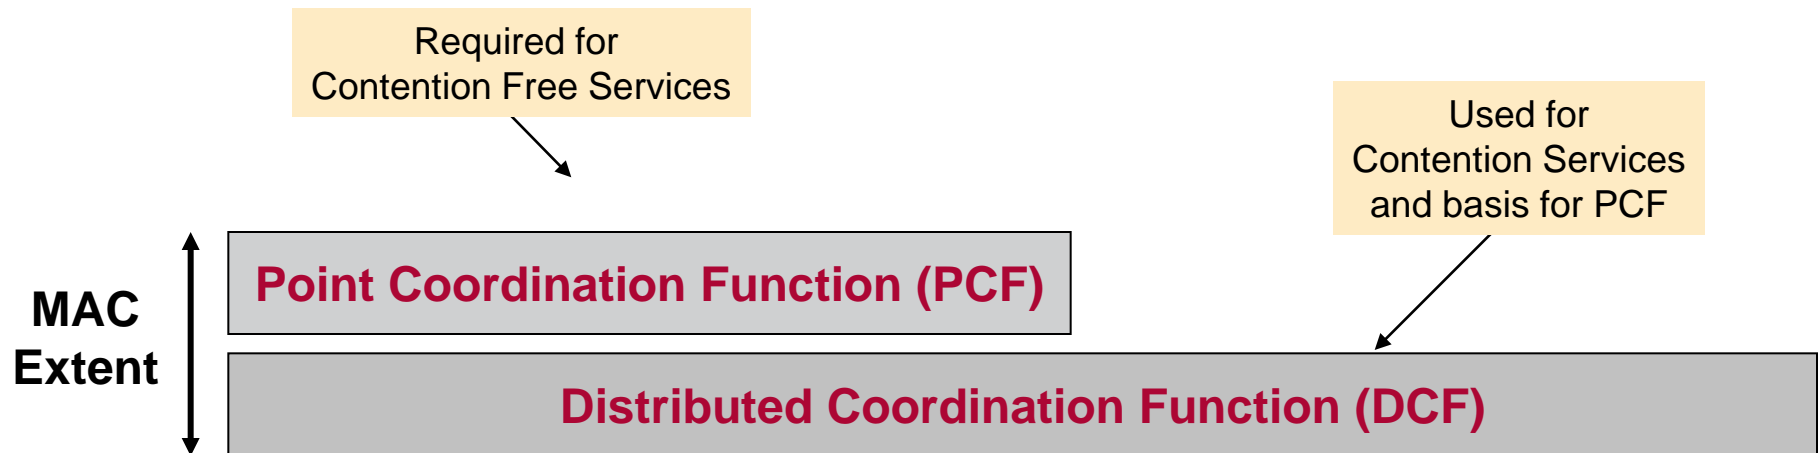 Required for
Contention Free Services
Used for
Contention Services
and basis for PCF
MAC
Extent
Point Coordination Function (PCF)
Distributed Coordination Function (DCF)